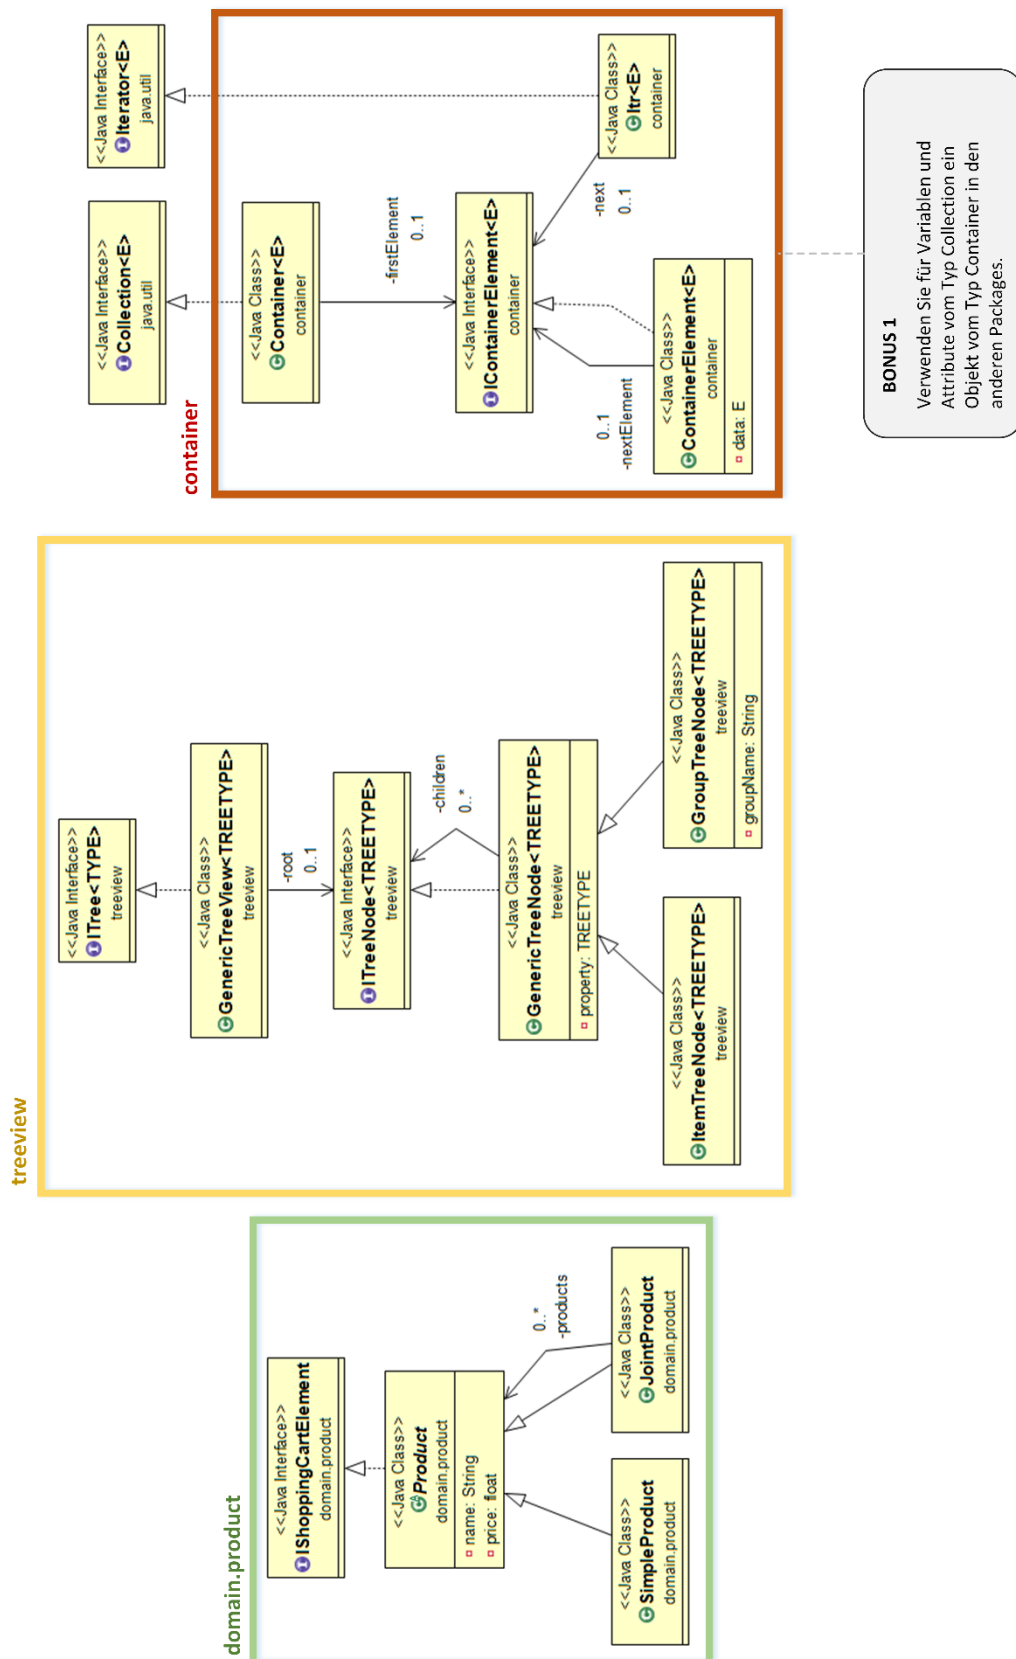 domain.product
<<Java Interface>>
IShoppingCartElement
domain.product
<<Java Class>>
Product
domain.product
name: String
price: float
0..*
-products
<<Java Class>>
SimpleProduct
domain.product
<<Java Class>>
JointProduct
domain.product
treeview
<<Java Interface>>
ITree<TYPE>
treeview
<<Java Class>>
GenericTreeView<TREETYPE>
treeview
-root
0..1
<<Java Interface>>
ITreeNode<TREETYPE>
treeview
-children
0..*
<<Java Class>>
GenericTreeNode<TREETYPE>
treeview
property: TREETYPE
<<Java Class>>
ItemTreeNode<TREETYPE>
treeview
<<Java Class>>
GroupTreeNode<TREETYPE>
treeview
groupName: String
<<Java Interface>>
Collection<E>
java.util
<<Java Interface>>
Iterator<E>
java.util
container
<<Java Class>>
Container<E>
container
-firstElement
0..1
<<Java Interface>>
IContainerElement<E>
container
0..1
-nextElement
-next
0..1
<<Java Class>>
ContainerElement<E>
container
data: E
<<Java Class>>
Itr<E>
container
BONUS 1
Verwenden Sie für Variablen und
Attribute vom Typ Collection ein
Objekt vom Typ Container in den
anderen Packages.